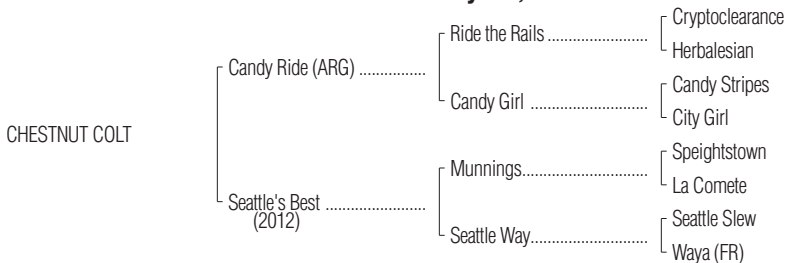 Cryptoclearance
Ride the Rails
Herbalesian
Candy Ride (ARG)
Candy Stripes
Candy Girl
City Girl
CHESTNUT COLT
Speightstown
Munnings
La Comete
Seattle's Best
(2012)
Seattle Slew
Seattle Way
Waya (FR)